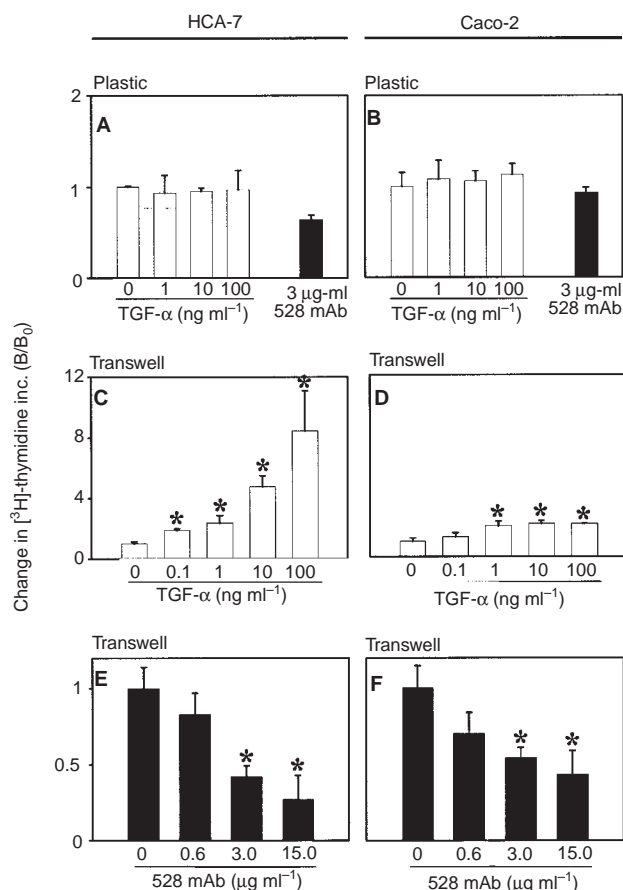 HCA-7 Caco-2
Plastic Plastic
2
A B
1
0
0 1 10 100 3 μg-ml 0 1 10 100 3 μg-ml
TGF-α (ng ml⁻¹) 528 mAb TGF-α (ng ml⁻¹) 528 mAb
Change in [³H]-thymidine inc. (B/B₀)
Transwell Transwell
12
C * D
8
*
4
* * * * *
0
0 0.1 1 10 100 0 0.1 1 10 100
TGF-α (ng ml⁻¹) TGF-α (ng ml⁻¹)
Transwell Transwell
E F
1
* * * *
0.5
0
0 0.6 3.0 15.0 0 0.6 3.0 15.0
528 mAb (μg ml⁻¹) 528 mAb (μg ml⁻¹)